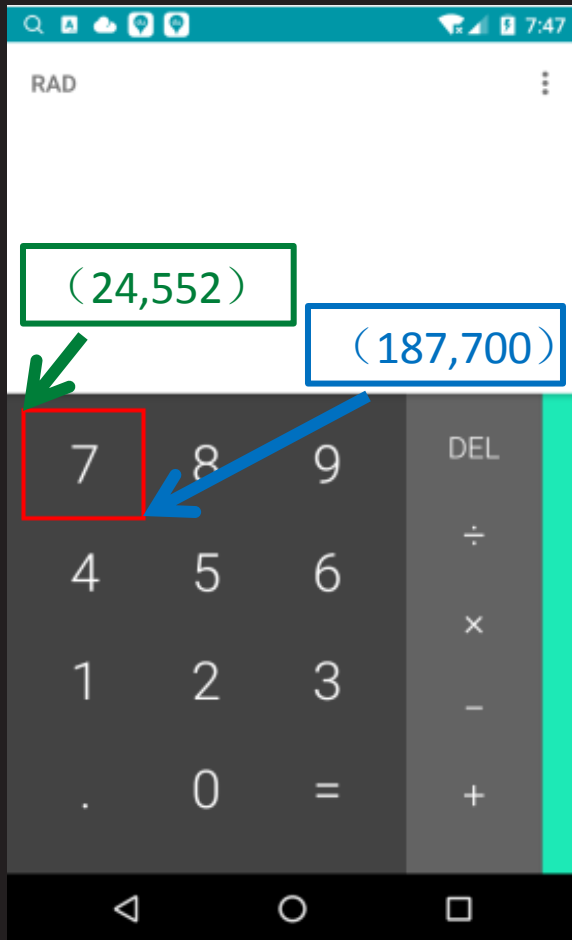 7:47
RAD
（24,552）
（187,700）
7 8 9 DEL
÷
4 5 6
×
1 2 3
−
. 0 = +